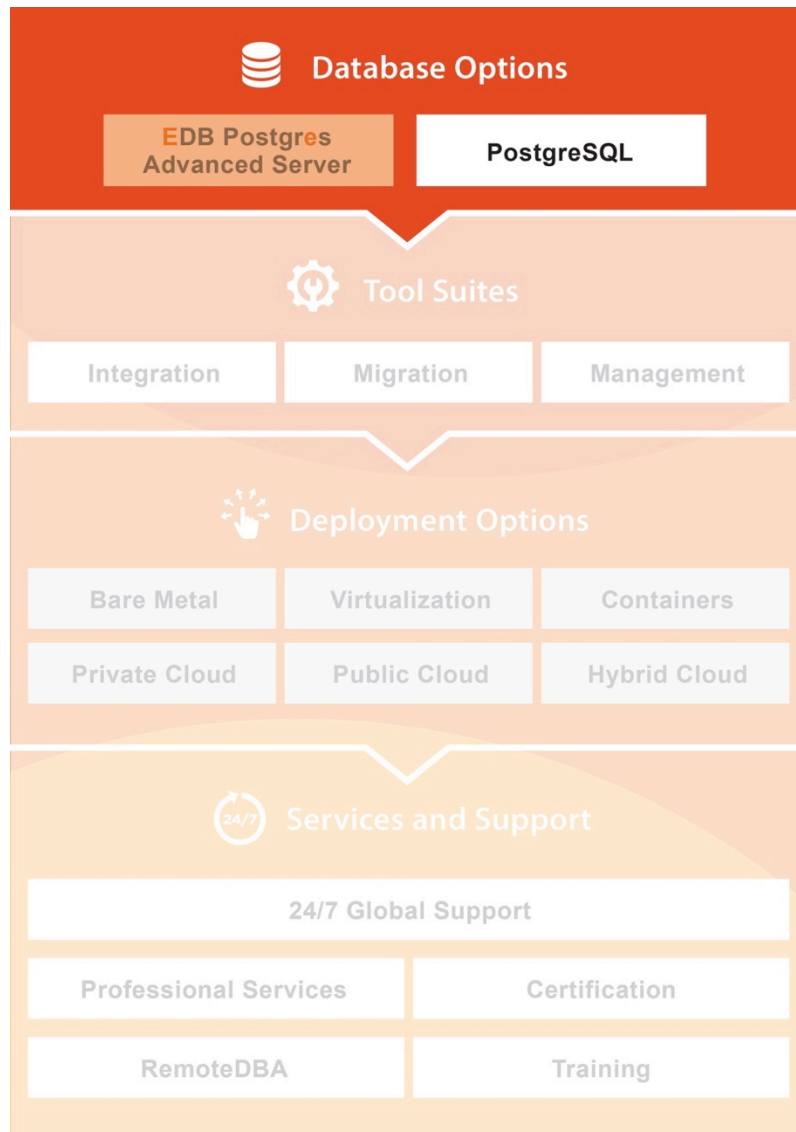 Database Options
EDB Postgres
Advanced Server
PostgreSQL
Tool Suites
Integration
Migration
Management
Deployment Options
Bare Metal
Virtualization
Containers
Private Cloud
Public Cloud
Hybrid Cloud
24/7
Services and Support
24/7 Global Support
Professional Services
Certification
RemoteDBA
Training